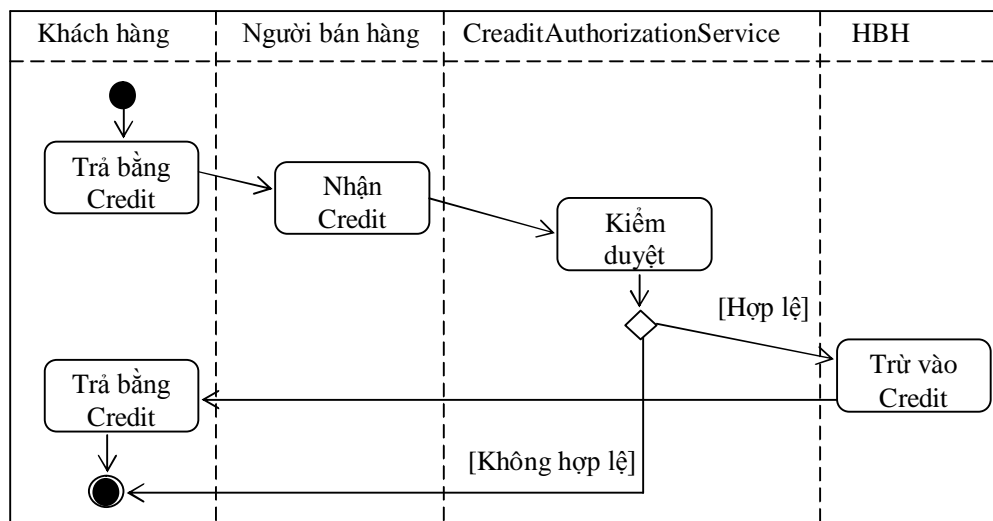 Khách hàng
Người bán hàng
CreaditAuthorizationService
HBH
Trả bằng
Credit
Nhận
Credit
Kiểm
duyệt
[Hợp lệ]
Trừ vào
Credit
Trả bằng
Credit
[Không hợp lệ]